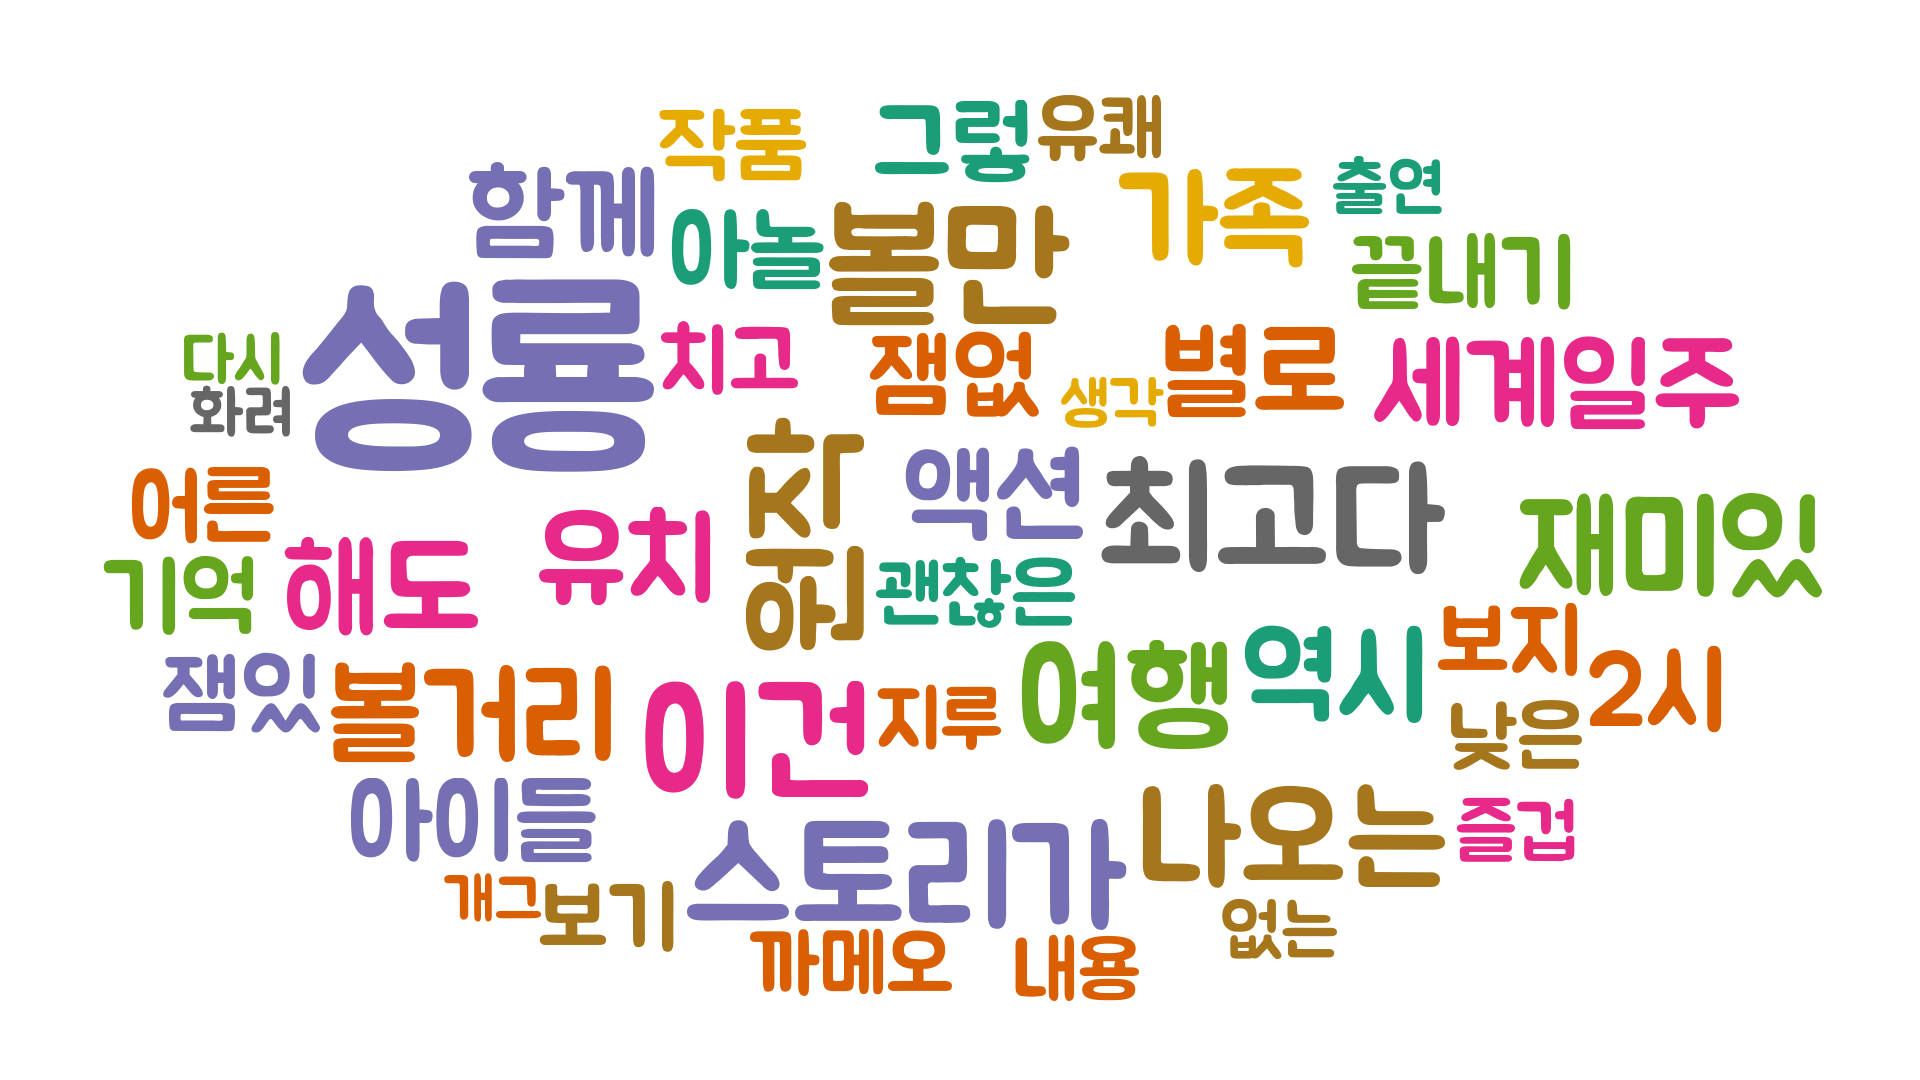 작품
그렇
유쾌
함께
가족
출연
아놀
볼만
끝내기
성룡
다시
치고
잼없
별로
세계일주
화려
생각
차
원
액션
최고다
재미있
어른
유치
기억
해도
괜찮은
여행
역시
보지
2시
잼있
볼거리
이건
지루
낮은
아이들
스토리가
나오는
즐겁
개그
보기
없는
까메오
내용